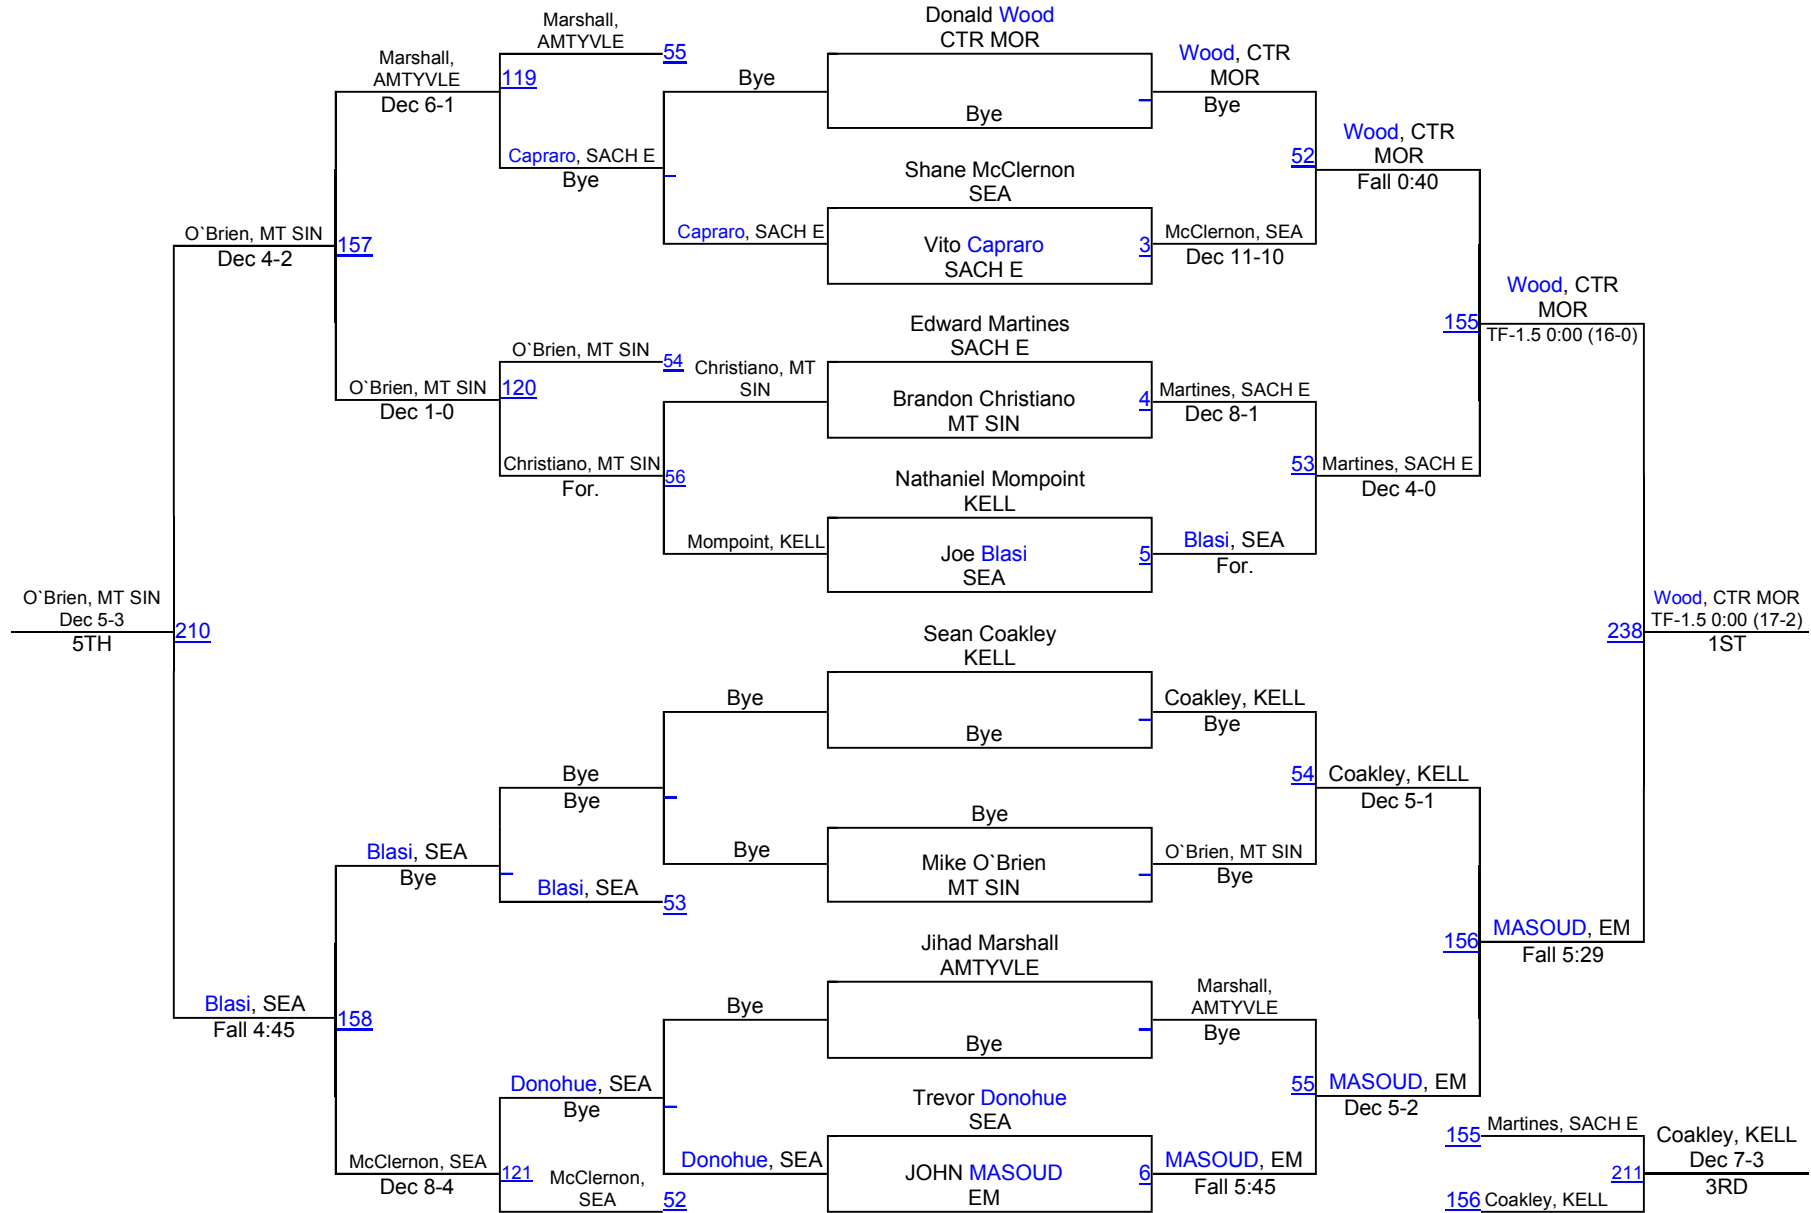 Marshall,
AMTYVLE
55
Marshall,
AMTYVLE
Dec 6-1
119
Capraro, SACH E
Bye
Bye
Capraro, SACH E
O`Brien, MT SIN
Dec 4-2
157
O`Brien, MT SIN
54
O`Brien, MT SIN
Dec 1-0
120
Christiano, MT SIN
For.
56
Christiano, MT
SIN
Mompoint, KELL
O`Brien, MT SIN
Dec 5-3
5TH
210
Bye
Bye
Bye
Bye
Blasi, SEA
Bye
Blasi, SEA
53
Blasi, SEA
Fall 4:45
158
Bye
Donohue, SEA
Bye
Donohue, SEA
McClernon, SEA
Dec 8-4
121
McClernon,
SEA
52
Donald Wood
CTR MOR
Bye
Shane McClernon
SEA
Vito Capraro
SACH E
3
Edward Martines
SACH E
Brandon Christiano
MT SIN
4
Nathaniel Mompoint
KELL
Joe Blasi
SEA
5
Sean Coakley
KELL
Bye
Bye
Mike O`Brien
MT SIN
Jihad Marshall
AMTYVLE
Bye
Trevor Donohue
SEA
JOHN MASOUD
EM
6
Wood, CTR
MOR
Bye
McClernon, SEA
Dec 11-10
52
Wood, CTR
MOR
Fall 0:40
Martines, SACH E
Dec 8-1
Blasi, SEA
For.
53
Martines, SACH E
Dec 4-0
155
Wood, CTR
MOR
TF-1.5 0:00 (16-0)
Coakley, KELL
Bye
O`Brien, MT SIN
Bye
54
Coakley, KELL
Dec 5-1
Marshall,
AMTYVLE
Bye
MASOUD, EM
Fall 5:45
55
MASOUD, EM
Dec 5-2
156
MASOUD, EM
Fall 5:29
238
Wood, CTR MOR
TF-1.5 0:00 (17-2)
1ST
155
Martines, SACH E
156
Coakley, KELL
211
Coakley, KELL
Dec 7-3
3RD